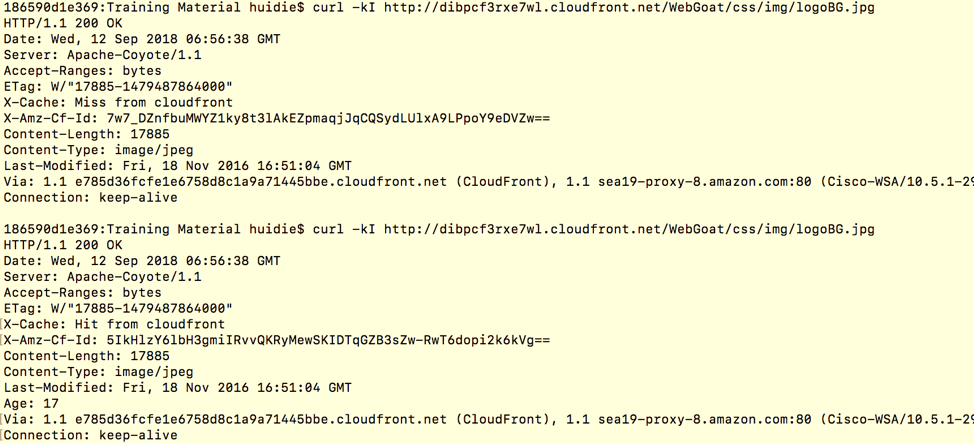 186590d1e369:Training Material huidie$ curl -kI http://dibpcf3rxe7wl.cloudfront.net/WebGoat/css/img/logoBG.jpg
HTTP/1.1 200 OK
Date: Wed, 12 Sep 2018 06:56:38 GMT
Server: Apache-Coyote/1.1
Accept-Ranges: bytes
ETag: W/"17885-1479487864000"
X-Cache: Miss from cloudfront
X-Amz-Cf-Id: 7w7_DZnfbuMWYZ1ky8t3lAkEZpmaqjJqCQSydLUlxA9LPpoY9eDVZw==
Content-Length: 17885
Content-Type: image/jpeg
Last-Modified: Fri, 18 Nov 2016 16:51:04 GMT
Via: 1.1 e785d36fcfe1e6758d8c1a9a71445bbe.cloudfront.net (CloudFront), 1.1 sea19-proxy-8.amazon.com:80 (Cisco-WSA/10.5.1-29
Connection: keep-alive
186590d1e369:Training Material huidie$ curl -kI http://dibpcf3rxe7wl.cloudfront.net/WebGoat/css/img/logoBG.jpg
HTTP/1.1 200 OK
Date: Wed, 12 Sep 2018 06:56:38 GMT
Server: Apache-Coyote/1.1
Accept-Ranges: bytes
ETag: W/"17885-1479487864000"
X-Cache: Hit from cloudfront
X-Amz-Cf-Id: 5IkHlzY6lbH3gmiIRvvQKRyMewSKIDTqGZB3sZw-RwT6dopi2k6kVg==
Content-Length: 17885
Content-Type: image/jpeg
Last-Modified: Fri, 18 Nov 2016 16:51:04 GMT
Age: 17
Via: 1.1 e785d36fcfe1e6758d8c1a9a71445bbe.cloudfront.net (CloudFront), 1.1 sea19-proxy-8.amazon.com:80 (Cisco-WSA/10.5.1-29
Connection: keep-alive